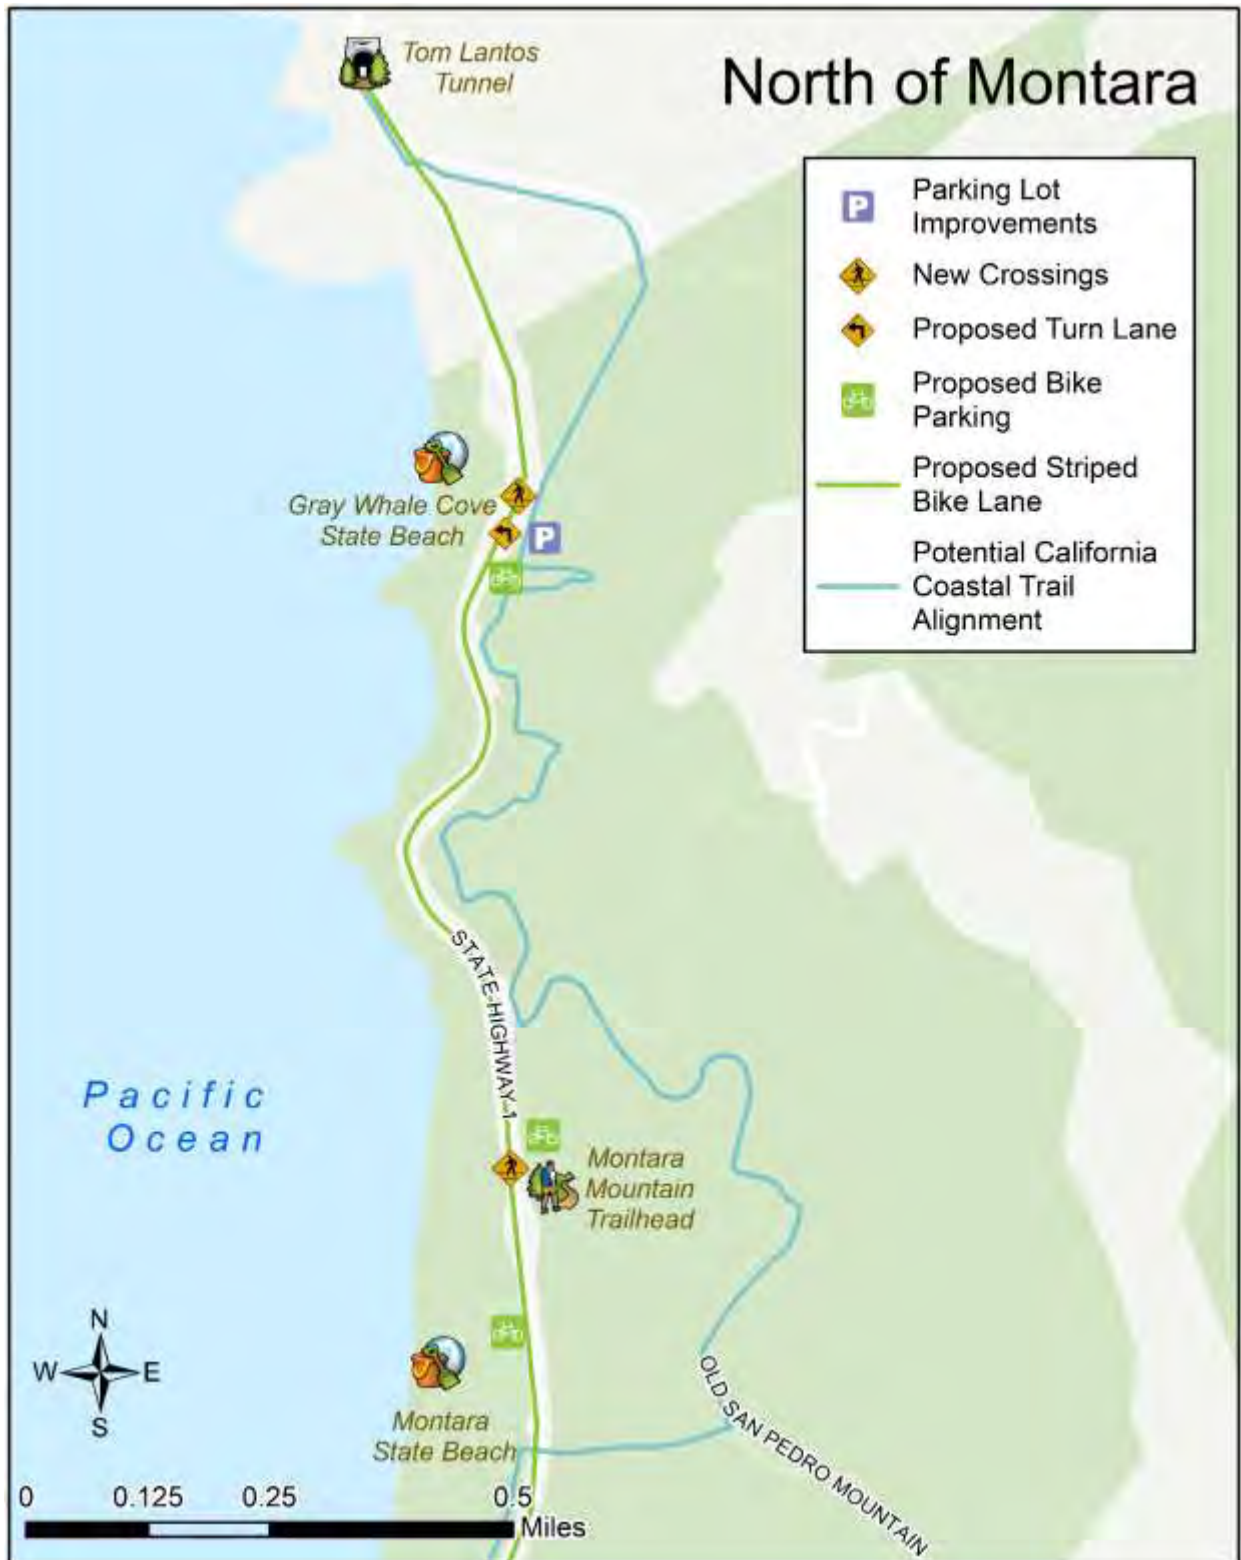 Tom Lantos
Tunnel
North of Montara
P
Parking Lot
Improvements
New Crossings
Proposed Turn Lane
Proposed Bike
Parking
Proposed Striped
Bike Lane
Potential California
Coastal Trail
Alignment
Gray Whale Cove
State Beach
P
STATE HIGHWAY 1
Pacific
Ocean
Montara
Mountain
Trailhead
N
W
E
S
OLD SAN PEDRO MOUNTAIN
Montara
State Beach
0 0.125 0.25 0.5
Miles